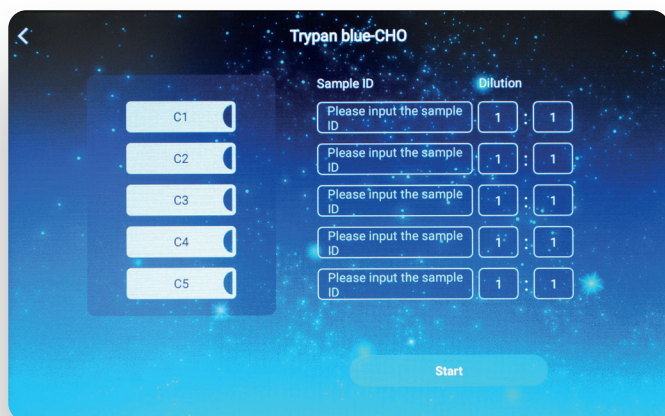 Trypan blue-CHO
Sample ID Dilution
C1 Please input the sample ID 1 : 1
C2 Please input the sample ID 1 : 1
C3 Please input the sample ID 1 : 1
C4 Please input the sample ID 1 : 1
C5 Please input the sample ID 1 : 1
Start